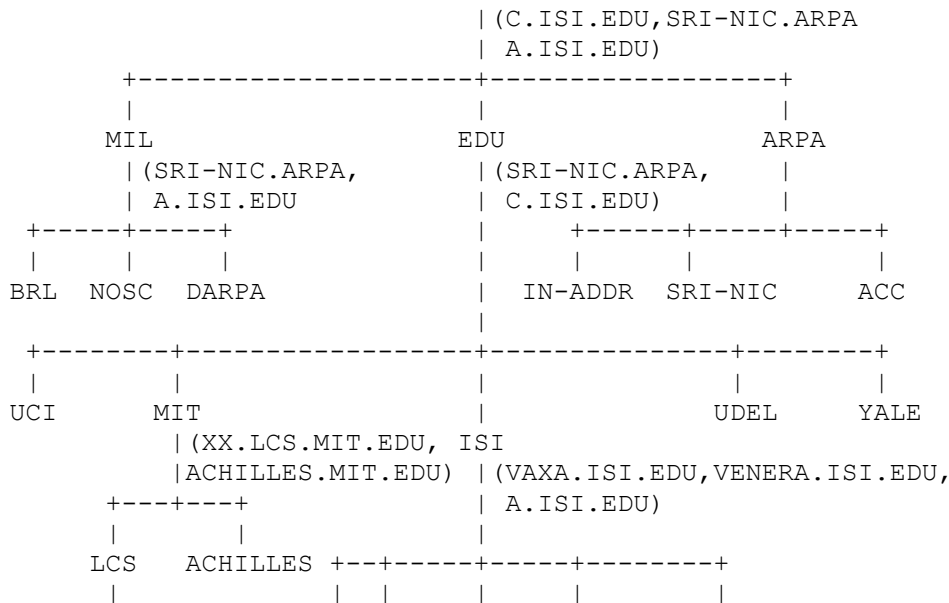 |(C.ISI.EDU,SRI-NIC.ARPA
| A.ISI.EDU)
+---------------------+------------------+
| | |
MIL EDU ARPA
|(SRI-NIC.ARPA, |(SRI-NIC.ARPA, |
| A.ISI.EDU | C.ISI.EDU) |
+-----+-----+ | +------+-----+-----+
| | | | | | |
BRL NOSC DARPA | IN-ADDR SRI-NIC ACC
|
+--------+------------------+---------------+--------+
| | | | |
UCI MIT | UDEL YALE
|(XX.LCS.MIT.EDU, ISI
|ACHILLES.MIT.EDU) |(VAXA.ISI.EDU,VENERA.ISI.EDU,
+---+---+ | A.ISI.EDU)
| | |
LCS ACHILLES +--+-----+-----+--------+
| | | | | |